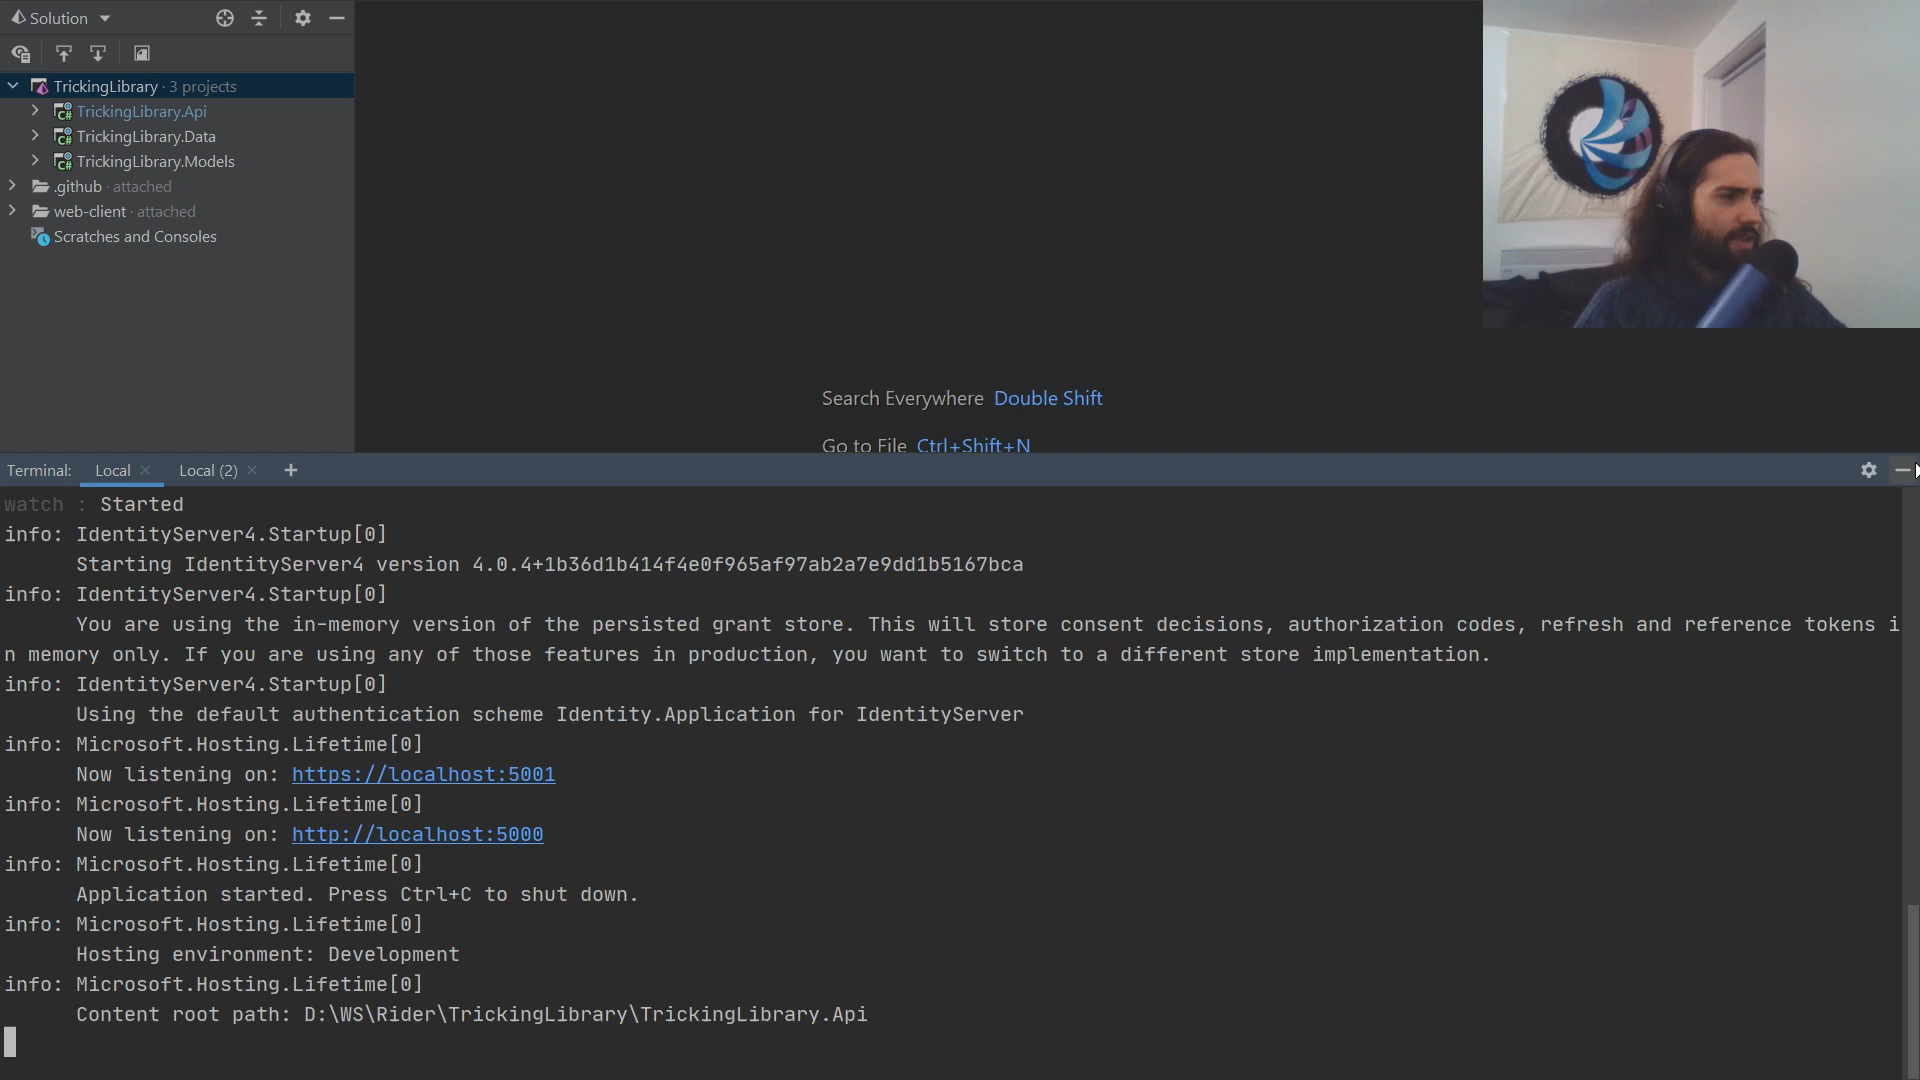 Solution
TrickingLibrary · 3 projects
TrickingLibrary.Api
TrickingLibrary.Data
TrickingLibrary.Models
.github · attached
web-client · attached
Scratches and Consoles
Search Everywhere Double Shift
Go to File Ctrl+Shift+N
Terminal: Local Local (2)
watch : Started
info: IdentityServer4.Startup[0]
Starting IdentityServer4 version 4.0.4+1b36d1b414f4e0f965af97ab2a7e9dd1b5167bca
info: IdentityServer4.Startup[0]
You are using the in-memory version of the persisted grant store. This will store consent decisions, authorization codes, refresh and reference tokens i
n memory only. If you are using any of those features in production, you want to switch to a different store implementation.
info: IdentityServer4.Startup[0]
Using the default authentication scheme Identity.Application for IdentityServer
info: Microsoft.Hosting.Lifetime[0]
Now listening on: https://localhost:5001
info: Microsoft.Hosting.Lifetime[0]
Now listening on: http://localhost:5000
info: Microsoft.Hosting.Lifetime[0]
Application started. Press Ctrl+C to shut down.
info: Microsoft.Hosting.Lifetime[0]
Hosting environment: Development
info: Microsoft.Hosting.Lifetime[0]
Content root path: D:\WS\Rider\TrickingLibrary\TrickingLibrary.Api